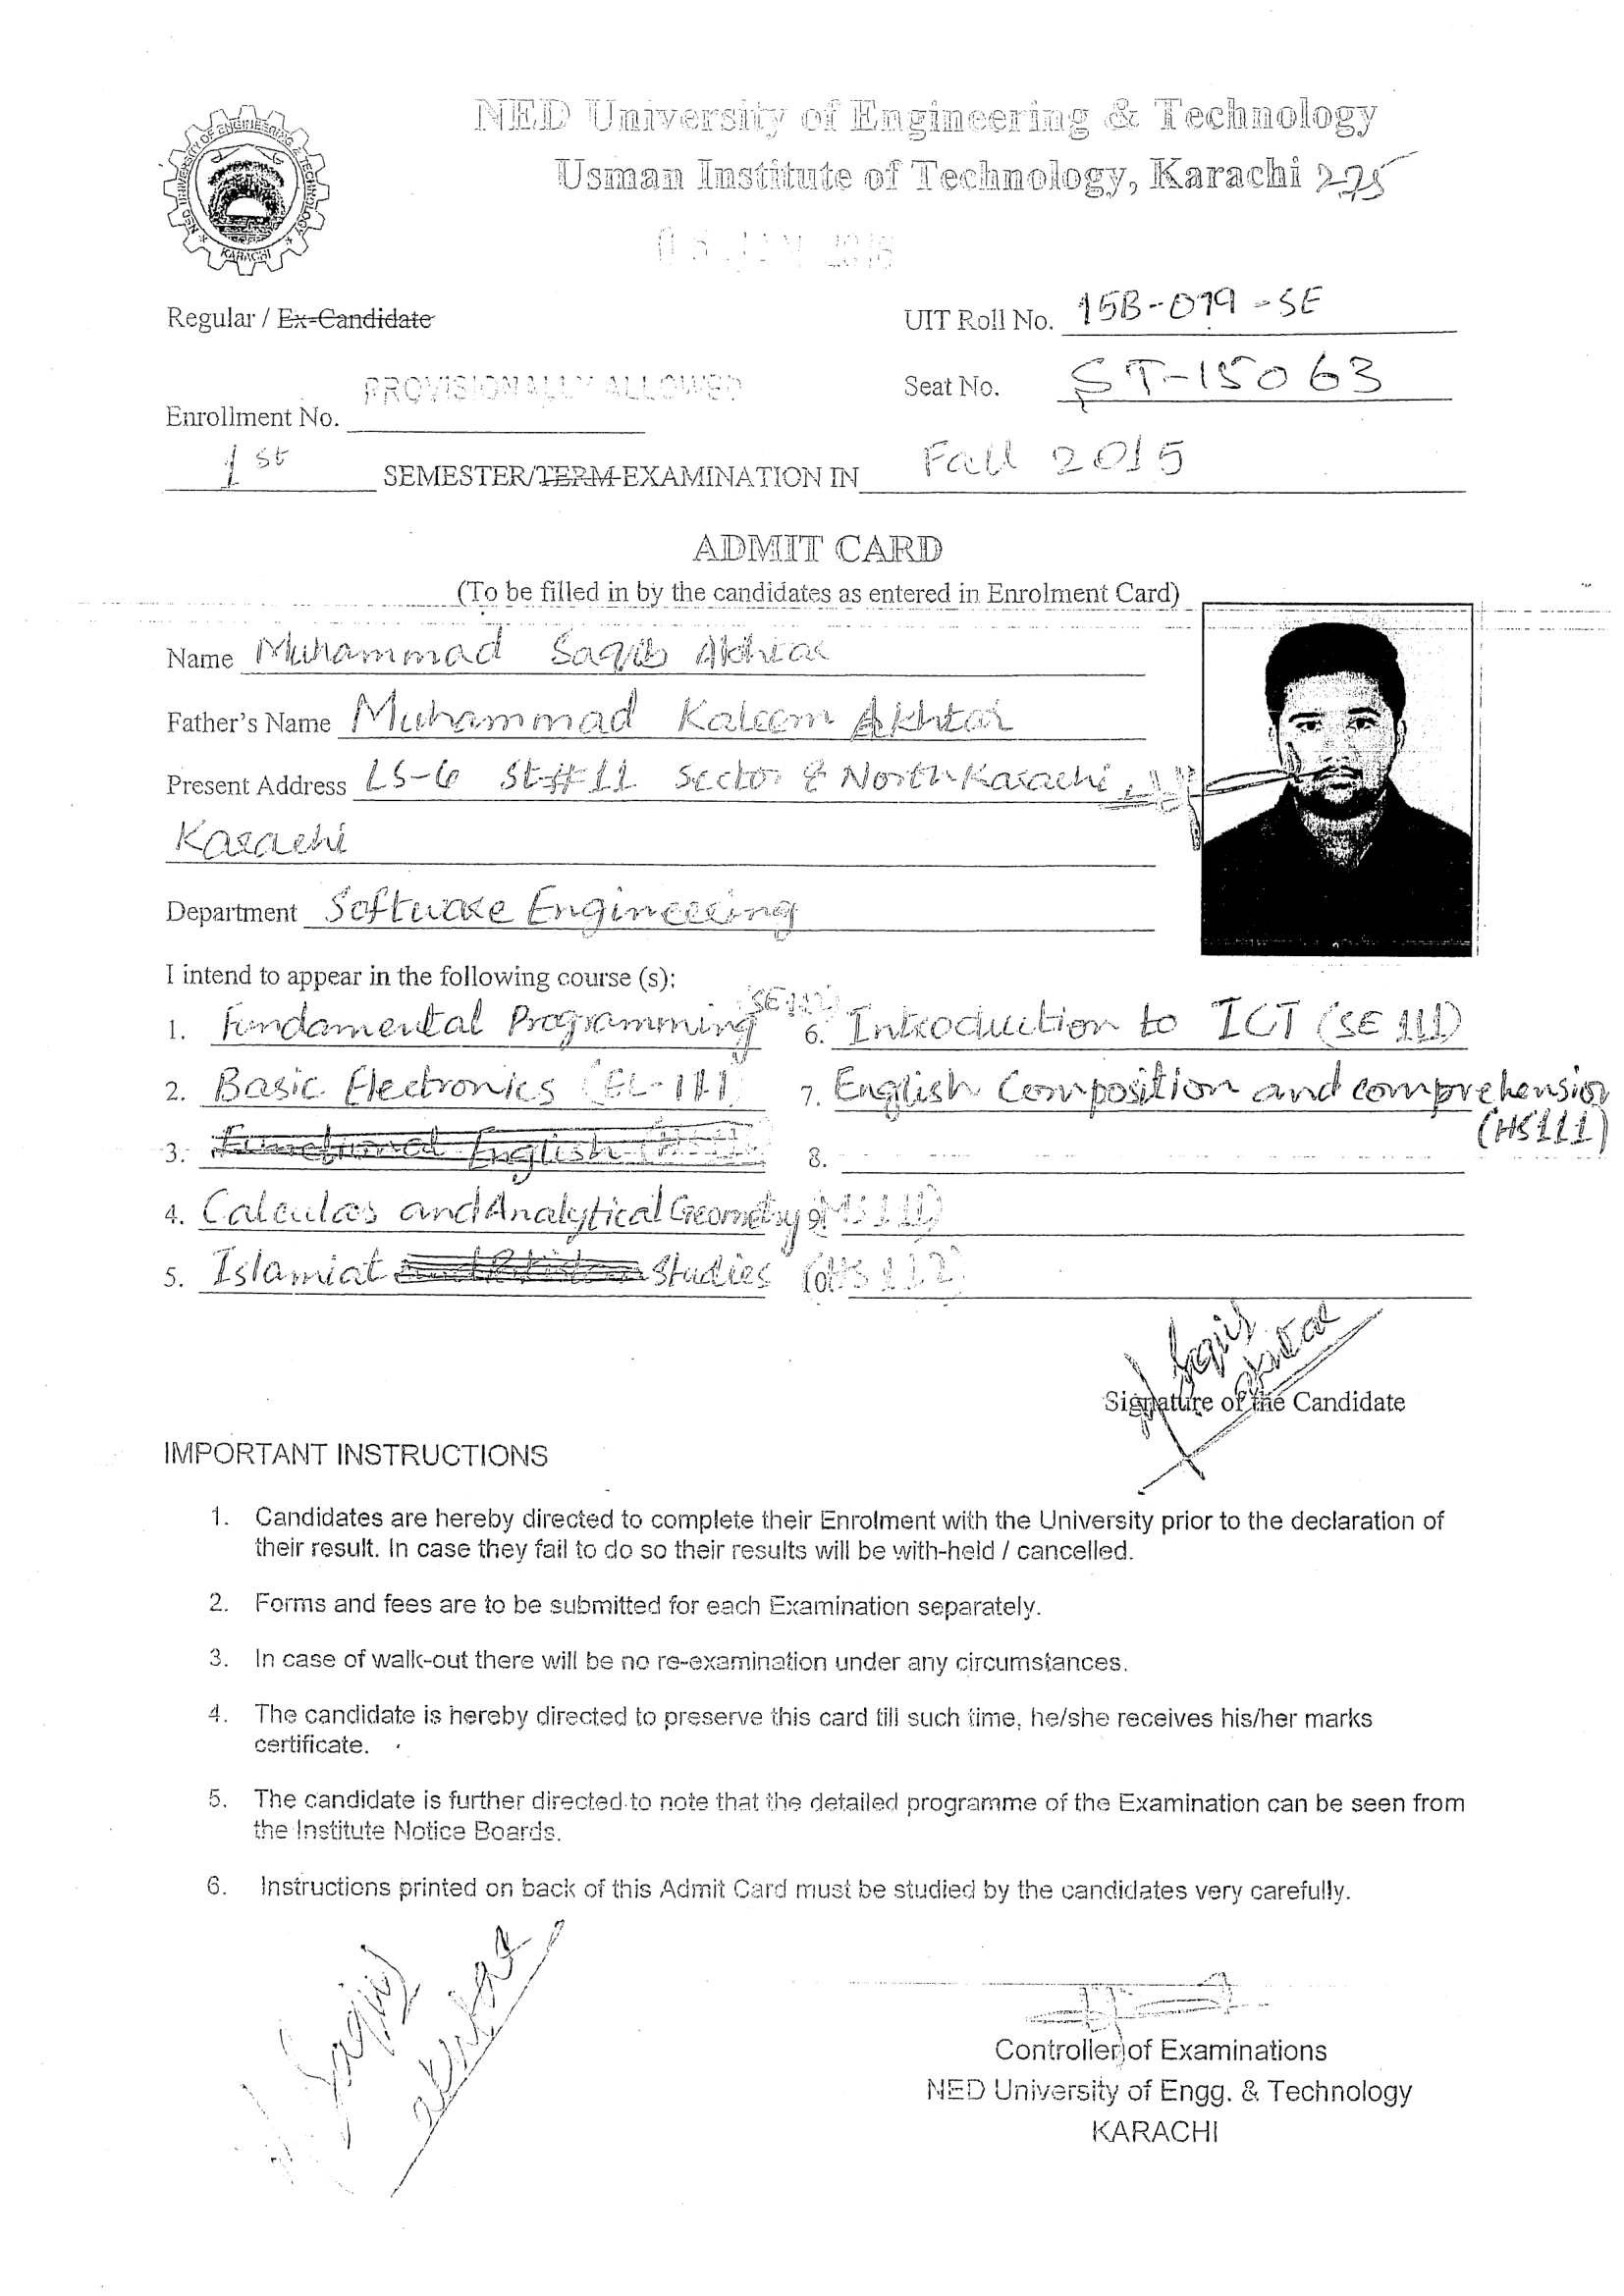 NED University of Engineering & Technology
Usman Institute of Technology, Karachi 275
NED UNIVERSITY OF ENGINEERING & TECHNOLOGY
KARACHI
05 JAN 2016
Regular / Ex-Candidate
UIT Roll No. 15B-079-SE
PROVISIONALLY ALLOWED
Seat No. ST-15063
Enrollment No.
1st SEMESTER/TERM EXAMINATION IN Fall 2015
ADMIT CARD
(To be filled in by the candidates as entered in Enrolment Card)
Name Muhammad Saqib Akhtar
Father's Name Muhammad Kaleem Akhtar
Present Address LS-6 St#11 Sector North Karachi,
Karachi
Department Software Engineering
I intend to appear in the following course (s):
1. Fundamental Programming (SE112) 6. Introduction to ICT (SE 111)
2. Basic Electronics (EL-111) 7. English Composition and comprehension
(HS111)
3. Functional English 8.
4. Calculas and Analytical Geometry (MS111) 9.
5. Islamiat Studies (HS112) 10.
Saqib
Akhtar
Signature of the Candidate
IMPORTANT INSTRUCTIONS
1. Candidates are hereby directed to complete their Enrolment with the University prior to the declaration of
their result. In case they fail to do so their results will be with-held / cancelled.
2. Forms and fees are to be submitted for each Examination separately.
3. In case of walk-out there will be no re-examination under any circumstances.
4. The candidate is hereby directed to preserve this card till such time, he/she receives his/her marks
certificate.
5. The candidate is further directed to note that the detailed programme of the Examination can be seen from
the Institute Notice Boards.
6. Instructions printed on back of this Admit Card must be studied by the candidates very carefully.
Saqib
akhtar
Controller of Examinations
NED University of Engg. & Technology
KARACHI